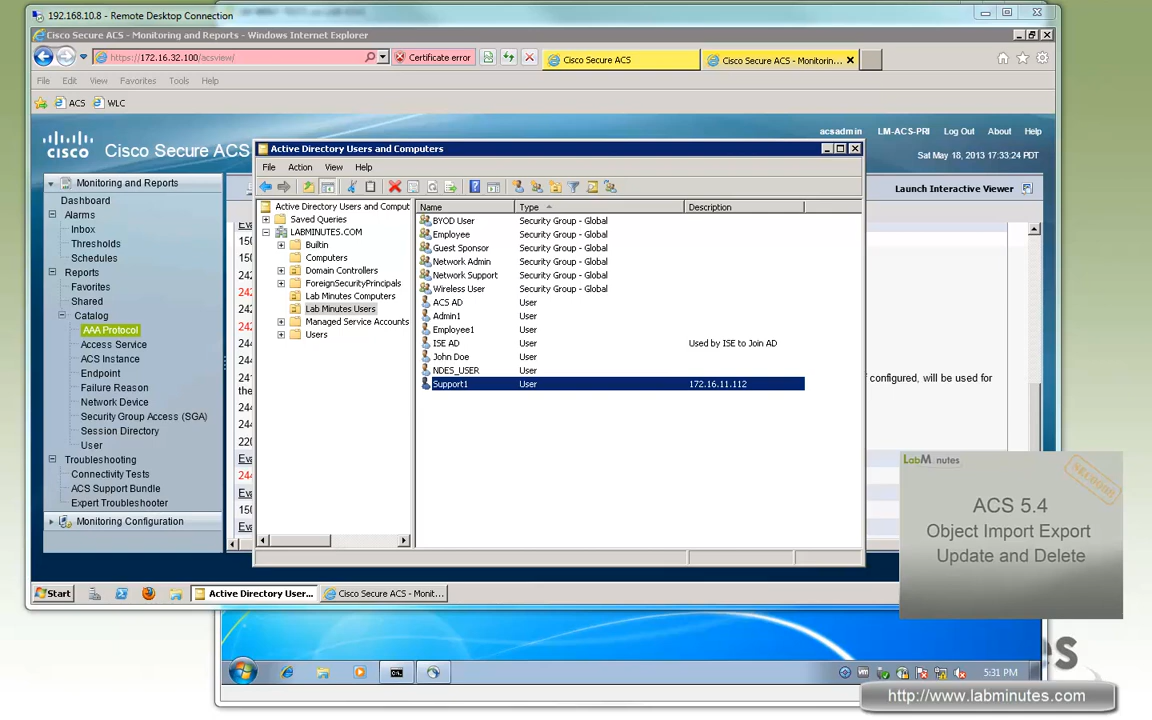 192.168.10.8 - Remote Desktop Connection
Cisco Secure ACS - Monitoring and Reports - Windows Internet Explorer
https://172.16.32.100/acsview/
Certificate error
Cisco Secure ACS
Cisco Secure ACS - Monitorin...
File Edit View Favorites Tools Help
ACS WLC
acsadmin LM-ACS-PRI Log Out About Help
CISCO Cisco Secure ACS
Sat May 18, 2013 17:33:24 PDT
Monitoring and Reports
Dashboard
Alarms
Inbox
Thresholds
Schedules
Reports
Favorites
Shared
Catalog
AAA Protocol
Access Service
ACS Instance
Endpoint
Failure Reason
Network Device
Security Group Access (SGA)
Session Directory
User
Troubleshooting
Connectivity Tests
ACS Support Bundle
Expert Troubleshooter
Monitoring Configuration
Launch Interactive Viewer
configured, will be used for
Active Directory Users and Computers
File Action View Help
Active Directory Users and Comput
Saved Queries
LABMINUTES.COM
Builtin
Computers
Domain Controllers
ForeignSecurityPrincipals
Lab Minutes Computers
Lab Minutes Users
Managed Service Accounts
Users
Name Type Description
BYOD User Security Group - Global
Employee Security Group - Global
Guest Sponsor Security Group - Global
Network Admin Security Group - Global
Network Support Security Group - Global
Wireless User Security Group - Global
ACS AD User
Admin1 User
Employee1 User
ISE AD User Used by ISE to Join AD
John Doe User
NDES_USER User
Support1 User 172.16.11.112
LabMinutes
ACS 5.4
Object Import Export
Update and Delete
Start
Active Directory User...
Cisco Secure ACS - Monit...
5:31 PM
http://www.labminutes.com